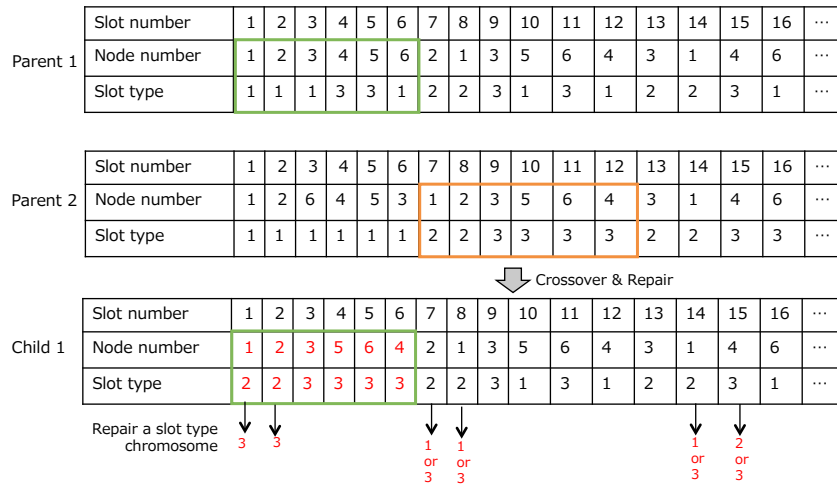 Slot number 1 2 3 4 5 6 7 8 9 10 11 12 13 14 15 16 ⋯
Parent 1 Node number 1 2 3 4 5 6 2 1 3 5 6 4 3 1 4 6 ⋯
Slot type 1 1 1 3 3 1 2 2 3 1 3 1 2 2 3 1 ⋯
Slot number 1 2 3 4 5 6 7 8 9 10 11 12 13 14 15 16 ⋯
Parent 2 Node number 1 2 6 4 5 3 1 2 3 5 6 4 3 1 4 6 ⋯
Slot type 1 1 1 1 1 1 2 2 3 3 3 3 2 2 3 3 ⋯
Crossover & Repair
Slot number 1 2 3 4 5 6 7 8 9 10 11 12 13 14 15 16 ⋯
Child 1 Node number 1 2 3 5 6 4 2 1 3 5 6 4 3 1 4 6 ⋯
Slot type 2 2 3 3 3 3 2 2 3 1 3 1 2 2 3 1 ⋯
Repair a slot type 3 3 1 1 1 2
chromosome or or or or
3 3 3 3